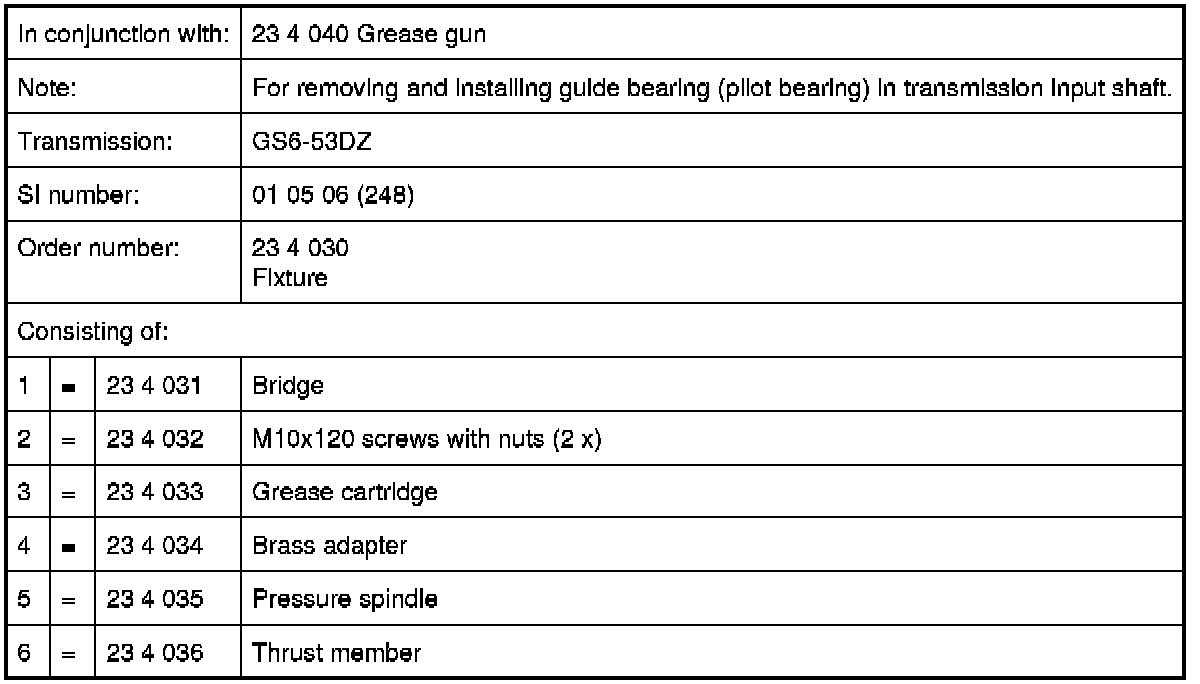 In conjunction with: 23 4 040 Grease gun
Note: For removing and installing guide bearing (pilot bearing) in transmission input shaft.
Transmission: GS6-53DZ
SI number: 01 05 06 (248)
Order number: 23 4 030
Fixture
Consisting of:
1 = 23 4 031 Bridge
2 = 23 4 032 M10x120 screws with nuts (2 x)
3 = 23 4 033 Grease cartridge
4 = 23 4 034 Brass adapter
5 = 23 4 035 Pressure spindle
6 = 23 4 036 Thrust member